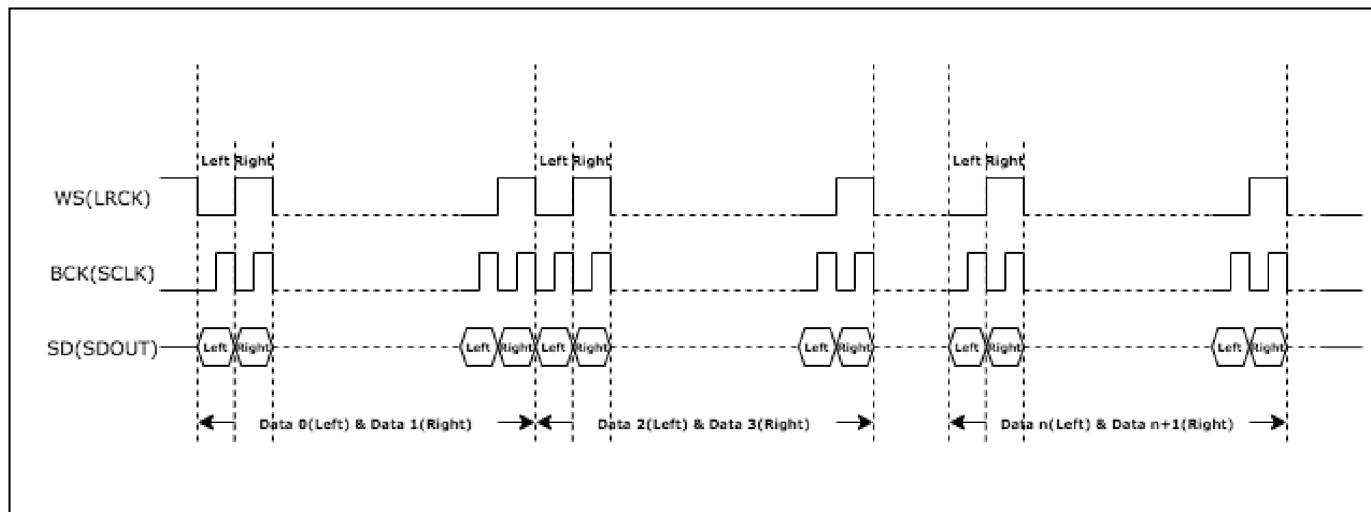 Left Right Left Right Left Right
WS(LRCK)
BCK(SCLK)
SD(SDOUT) Left Right Left Right Left Right Left Right Left Right Left Right
Data 0(Left) & Data 1(Right) Data 2(Left) & Data 3(Right) Data n(Left) & Data n+1(Right)